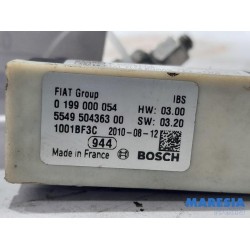 FIAT Group IBS
0 199 000 054 HW: 03.00
5549 504363 00 SW: 03.20
1001BF3C 2010-08-12
944
Made in France BOSCH
MARESIA